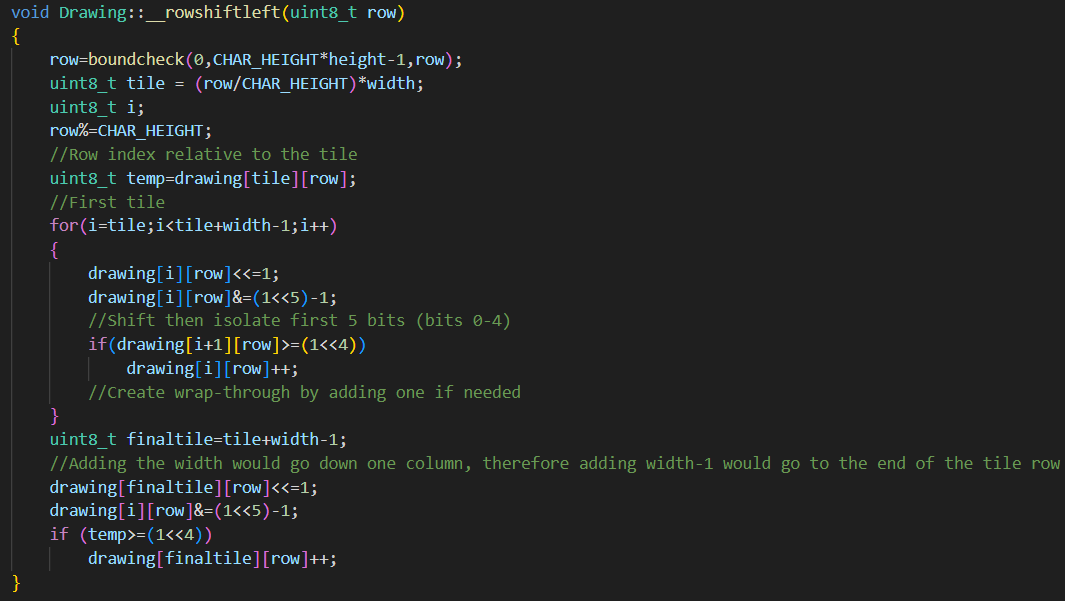 void Drawing::__rowshiftleft(uint8_t row)
{
    row=boundcheck(0,CHAR_HEIGHT*height-1,row);
    uint8_t tile = (row/CHAR_HEIGHT)*width;
    uint8_t i;
    row%=CHAR_HEIGHT;
    //Row index relative to the tile
    uint8_t temp=drawing[tile][row];
    //First tile
    for(i=tile;i<tile+width-1;i++)
    {
        drawing[i][row]<<=1;
        drawing[i][row]&=(1<<5)-1;
        //Shift then isolate first 5 bits (bits 0-4)
        if(drawing[i+1][row]>=(1<<4))
            drawing[i][row]++;
        //Create wrap-through by adding one if needed
    }
    uint8_t finaltile=tile+width-1;
    //Adding the width would go down one column, therefore adding width-1 would go to the end of the tile row
    drawing[finaltile][row]<<=1;
    drawing[i][row]&=(1<<5)-1;
    if (temp>=(1<<4))
        drawing[finaltile][row]++;
}